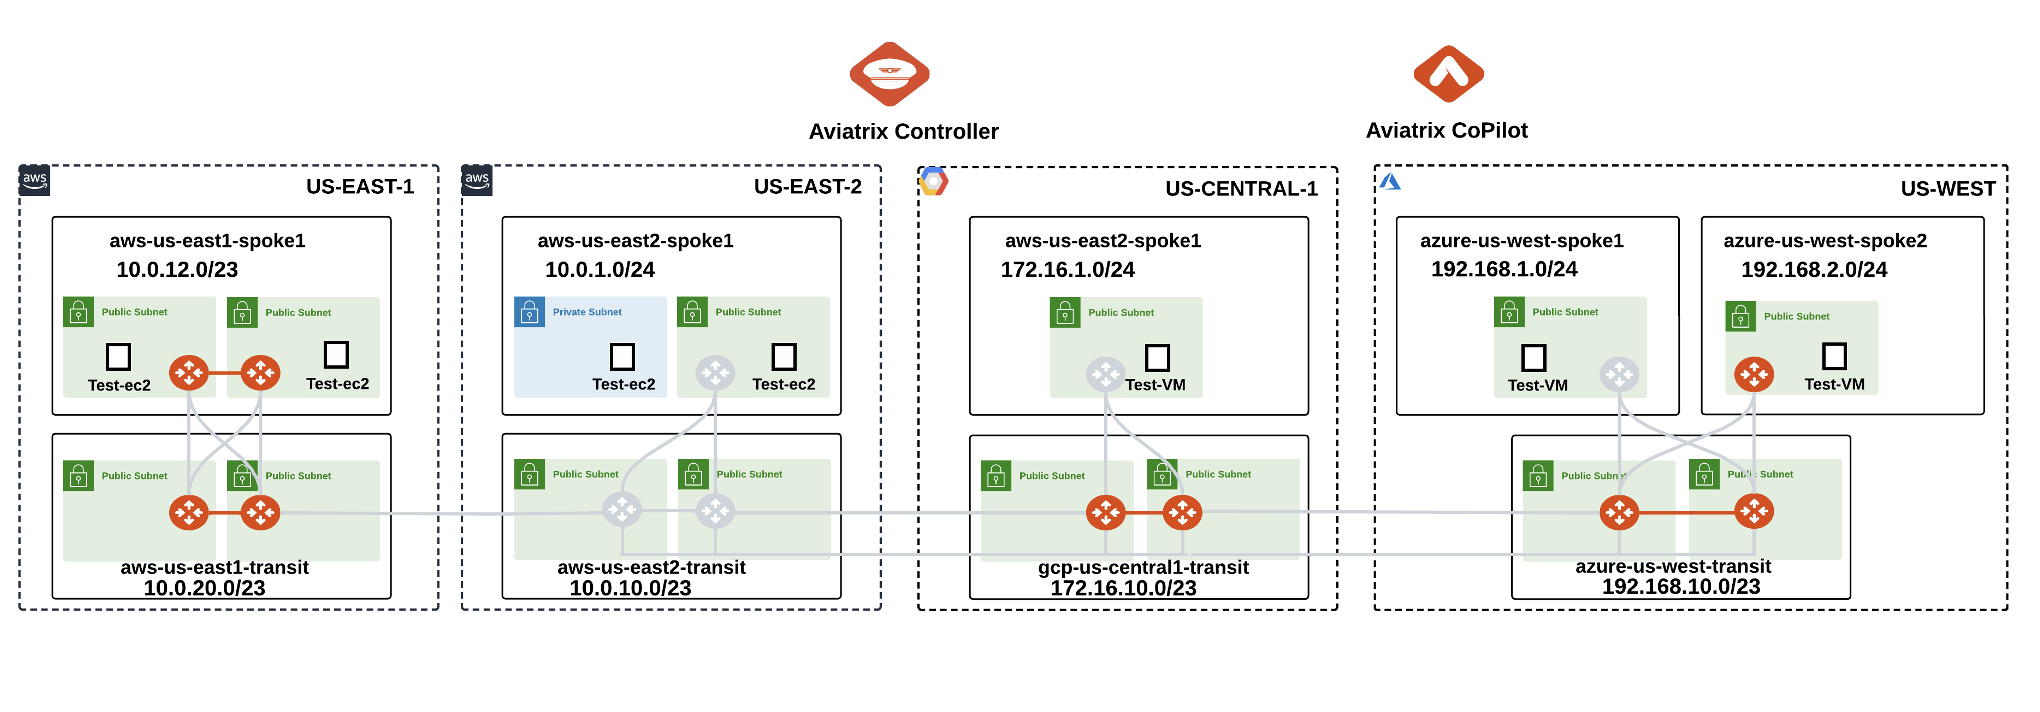 Aviatrix Controller
Aviatrix CoPilot
aws
US-EAST-1
aws-us-east1-spoke1
10.0.12.0/23
Public Subnet
Public Subnet
Test-ec2
Test-ec2
Public Subnet
Public Subnet
aws-us-east1-transit
10.0.20.0/23
aws
US-EAST-2
aws-us-east2-spoke1
10.0.1.0/24
Private Subnet
Public Subnet
Test-ec2
Test-ec2
Public Subnet
Public Subnet
aws-us-east2-transit
10.0.10.0/23
US-CENTRAL-1
aws-us-east2-spoke1
172.16.1.0/24
Public Subnet
Test-VM
Public Subnet
Public Subnet
gcp-us-central1-transit
172.16.10.0/23
US-WEST
azure-us-west-spoke1
192.168.1.0/24
Public Subnet
Test-VM
azure-us-west-spoke2
192.168.2.0/24
Public Subnet
Test-VM
Public Subnet
Public Subnet
azure-us-west-transit
192.168.10.0/23